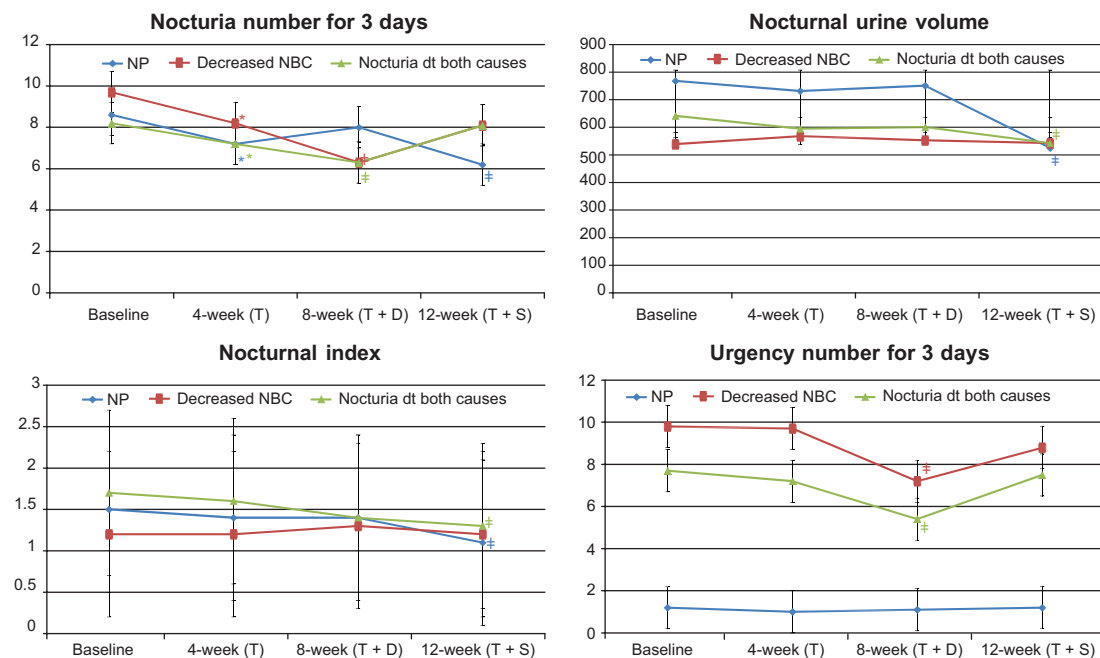 Nocturia number for 3 days
12
10
8
6
4
2
0
NP
Decreased NBC
Nocturia dt both causes
*
* *
‡
‡
‡
Baseline
4-week (T)
8-week (T + D)
12-week (T + S)
Nocturnal urine volume
900
800
700
600
500
400
300
200
100
0
NP
Decreased NBC
Nocturia dt both causes
‡
‡
Baseline
4-week (T)
8-week (T + D)
12-week (T + S)
Nocturnal index
3
2.5
2
1.5
1
0.5
0
NP
Decreased NBC
Nocturia dt both causes
‡
‡
Baseline
4-week (T)
8-week (T + D)
12-week (T + S)
Urgency number for 3 days
12
10
8
6
4
2
0
NP
Decreased NBC
Nocturia dt both causes
‡
‡
Baseline
4-week (T)
8-week (T + D)
12-week (T + S)